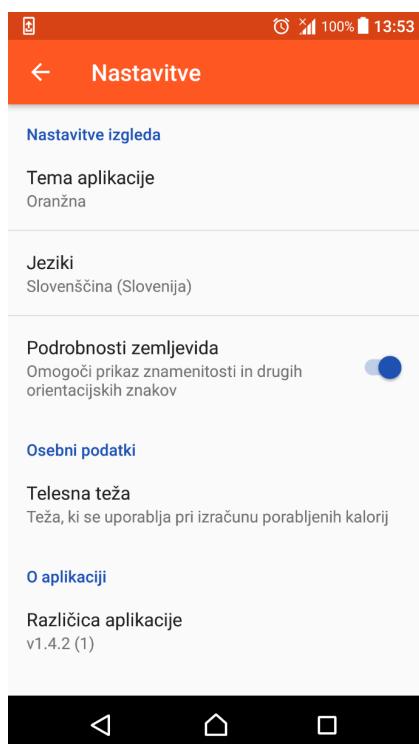 100% 13:53
Nastavitve
Nastavitve izgleda
Tema aplikacije
Oranžna
Jeziki
Slovenščina (Slovenija)
Podrobnosti zemljevida
Omogoči prikaz znamenitosti in drugih
orientacijskih znakov
Osebni podatki
Telesna teža
Teža, ki se uporablja pri izračunu porabljenih kalorij
O aplikaciji
Različica aplikacije
v1.4.2 (1)